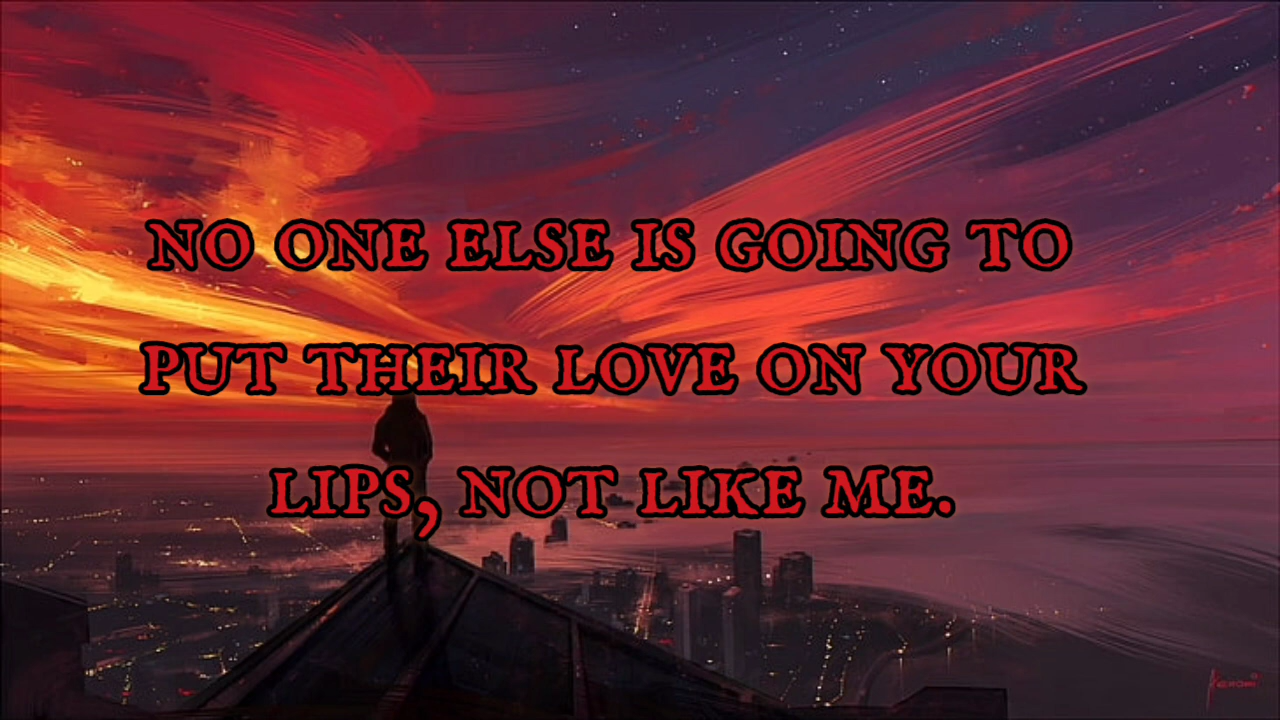 NO ONE ELSE IS GOING TO
PUT THEIR LOVE ON YOUR
LIPS, NOT LIKE ME.